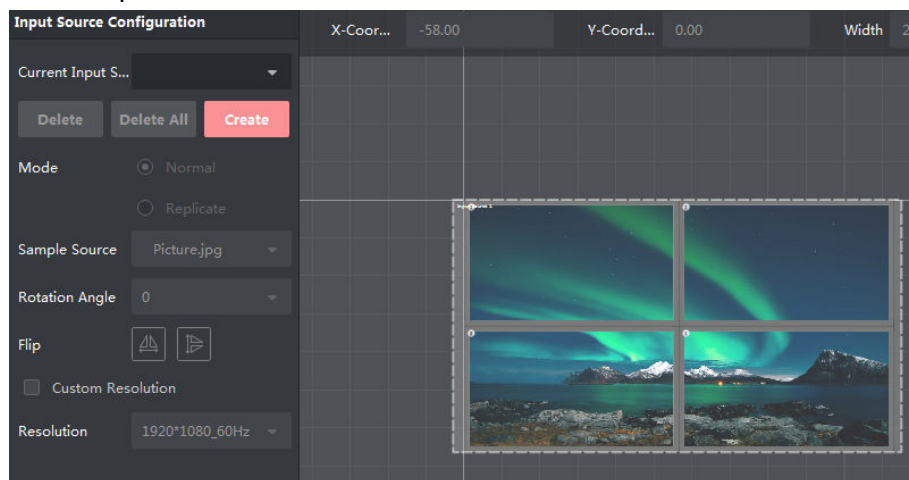 Input Source Configuration
X-Coor... -58.00 Y-Coord... 0.00 Width 2
Current Input S...
Delete Delete All Create
Mode Normal
Replicate
Sample Source Picture.jpg
Rotation Angle 0
Flip
Custom Resolution
Resolution 1920*1080_60Hz